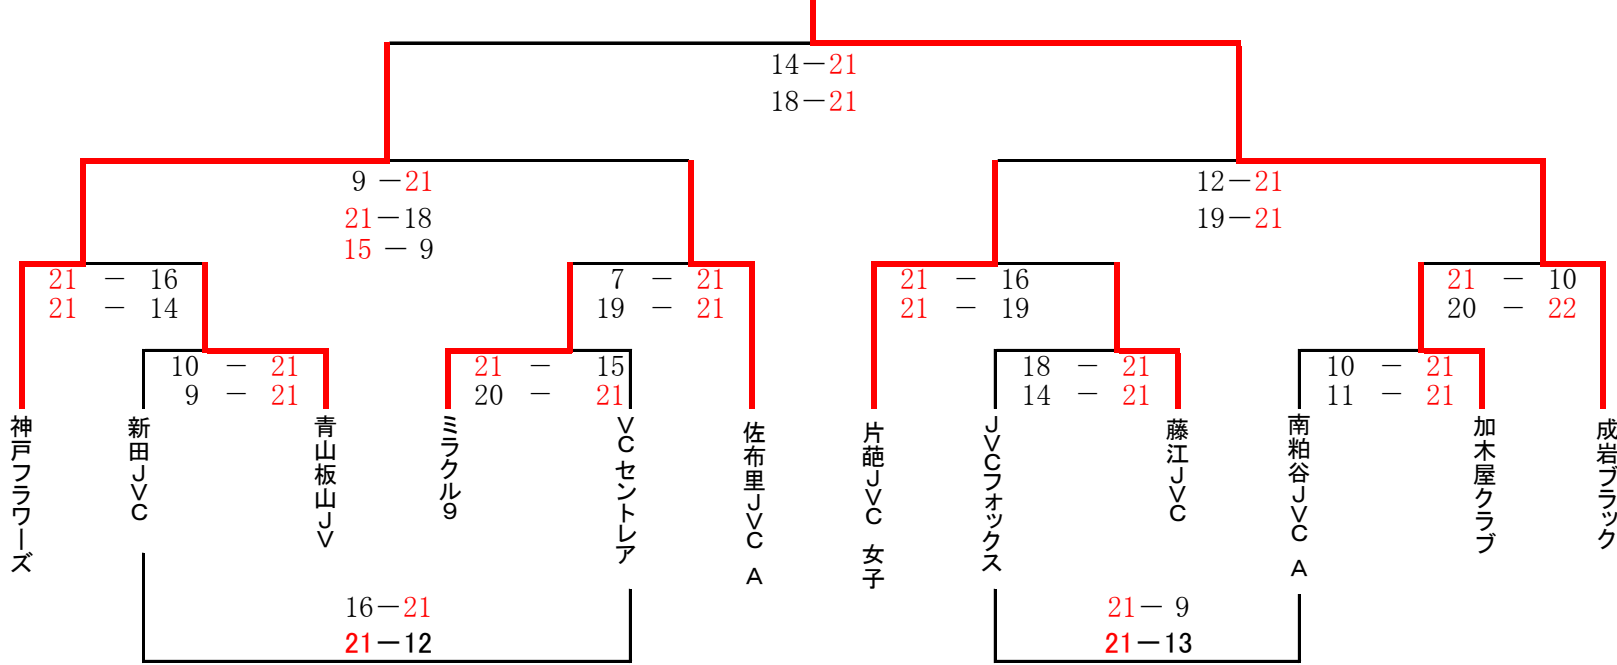 14－21
18－21
9 －21
21－18
15 － 9
12－21
19－21
21 － 16
21 － 14
7 － 21
19 － 21
21 － 16
21 － 19
21 － 10
20 － 22
10 － 21
9 － 21
21 － 15
20 － 21
18 － 21
14 － 21
10 － 21
11 － 21
神戸フラワーズ
新田JVC
青山板山JV
ミラクル9
VCセントレア
佐布里JVC A
片葩JVC 女子
JVCフォックス
藤江JVC
南粕谷JVC A
加木屋クラブ
成岩ブラック
16－21
21－12
21－ 9
21－13